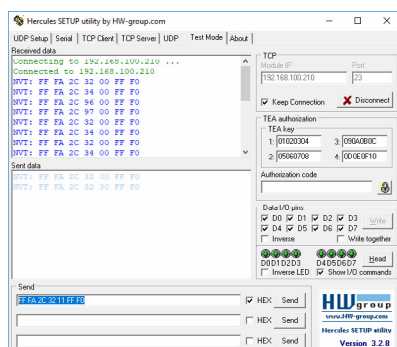 Hercules SETUP utility by HW-group.com
UDP Setup Serial TCP Client TCP Server UDP Test Mode About
Received data
Connecting to 192.168.100.210 ...
Connected to 192.168.100.210
NVT: FF FA 2C 32 00 FF F0
NVT: FF FA 2C 34 00 FF F0
NVT: FF FA 2C 96 00 FF F0
NVT: FF FA 2C 97 00 FF F0
NVT: FF FA 2C 32 00 FF F0
NVT: FF FA 2C 34 00 FF F0
NVT: FF FA 2C 32 00 FF F0
NVT: FF FA 2C 34 00 FF F0
Sent data
NVT: FF FA 2C 32 00 FF F0
NVT: FF FA 2C 32 30 FF F0
TCP
Module IP Port
192.168.100.210 23
Keep Connection Disconnect
TEA authorization
TEA key
1: 01020304 3: 090A0B0C
2: 05060708 4: 0D0E0F10
Authorization code
Data I/O pins
D0 D1 D2 D3 Write
D4 D5 D6 D7
Inverse Write together
D0D1D2D3 D4D5D6D7 Read
Inverse LED Show I/O commands
Send
FF FA 2C 32 11 FF F0 HEX Send
HEX Send
HEX Send
HW group
www.HW-group.com
Hercules SETUP utility
Version 3.2.8